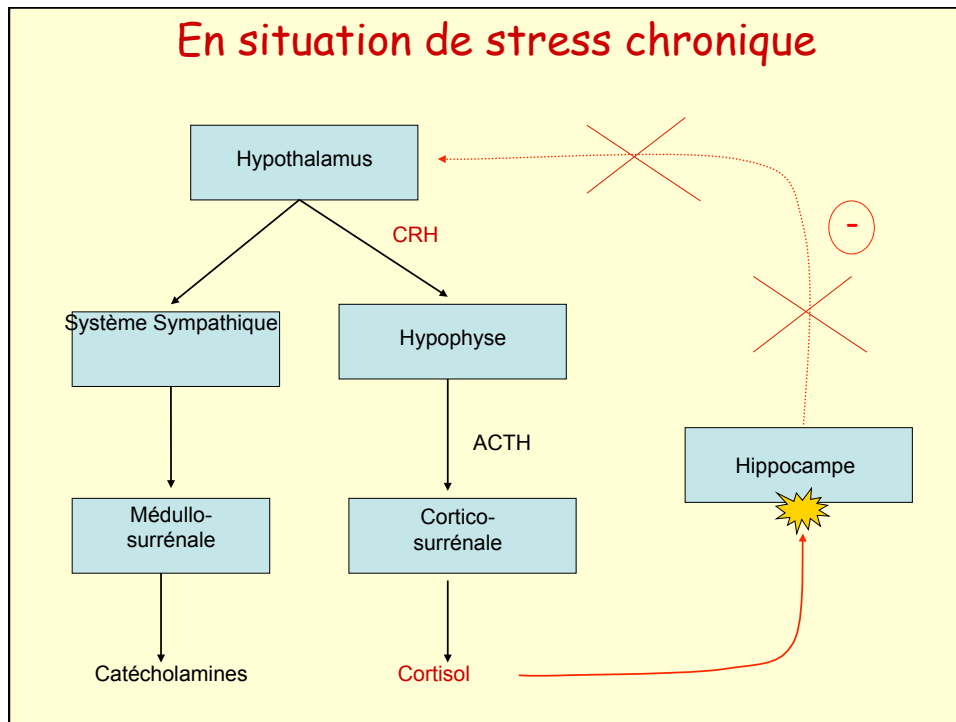 En situation de stress chronique
Hypothalamus
CRH
-
Système Sympathique
Hypophyse
ACTH
Hippocampe
Médullo-
surrénale
Cortico-
surrénale
Catécholamines
Cortisol